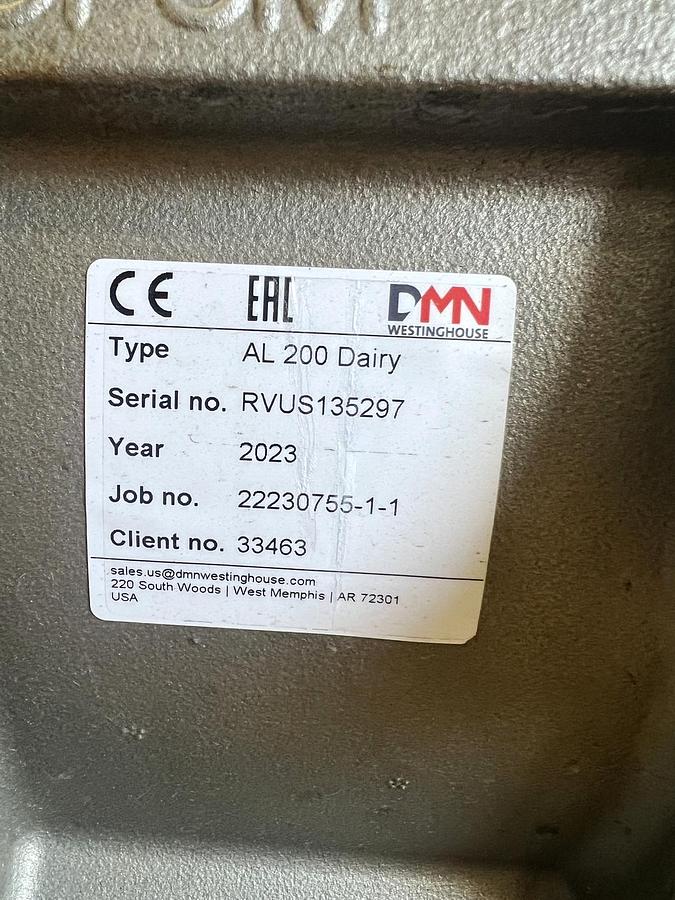 CE EAC DMN
WESTINGHOUSE
Type AL 200 Dairy
Serial no. RVUS135297
Year 2023
Job no. 22230755-1-1
Client no. 33463
sales.us@dmnwestinghouse.com
220 South Woods | West Memphis | AR 72301
USA